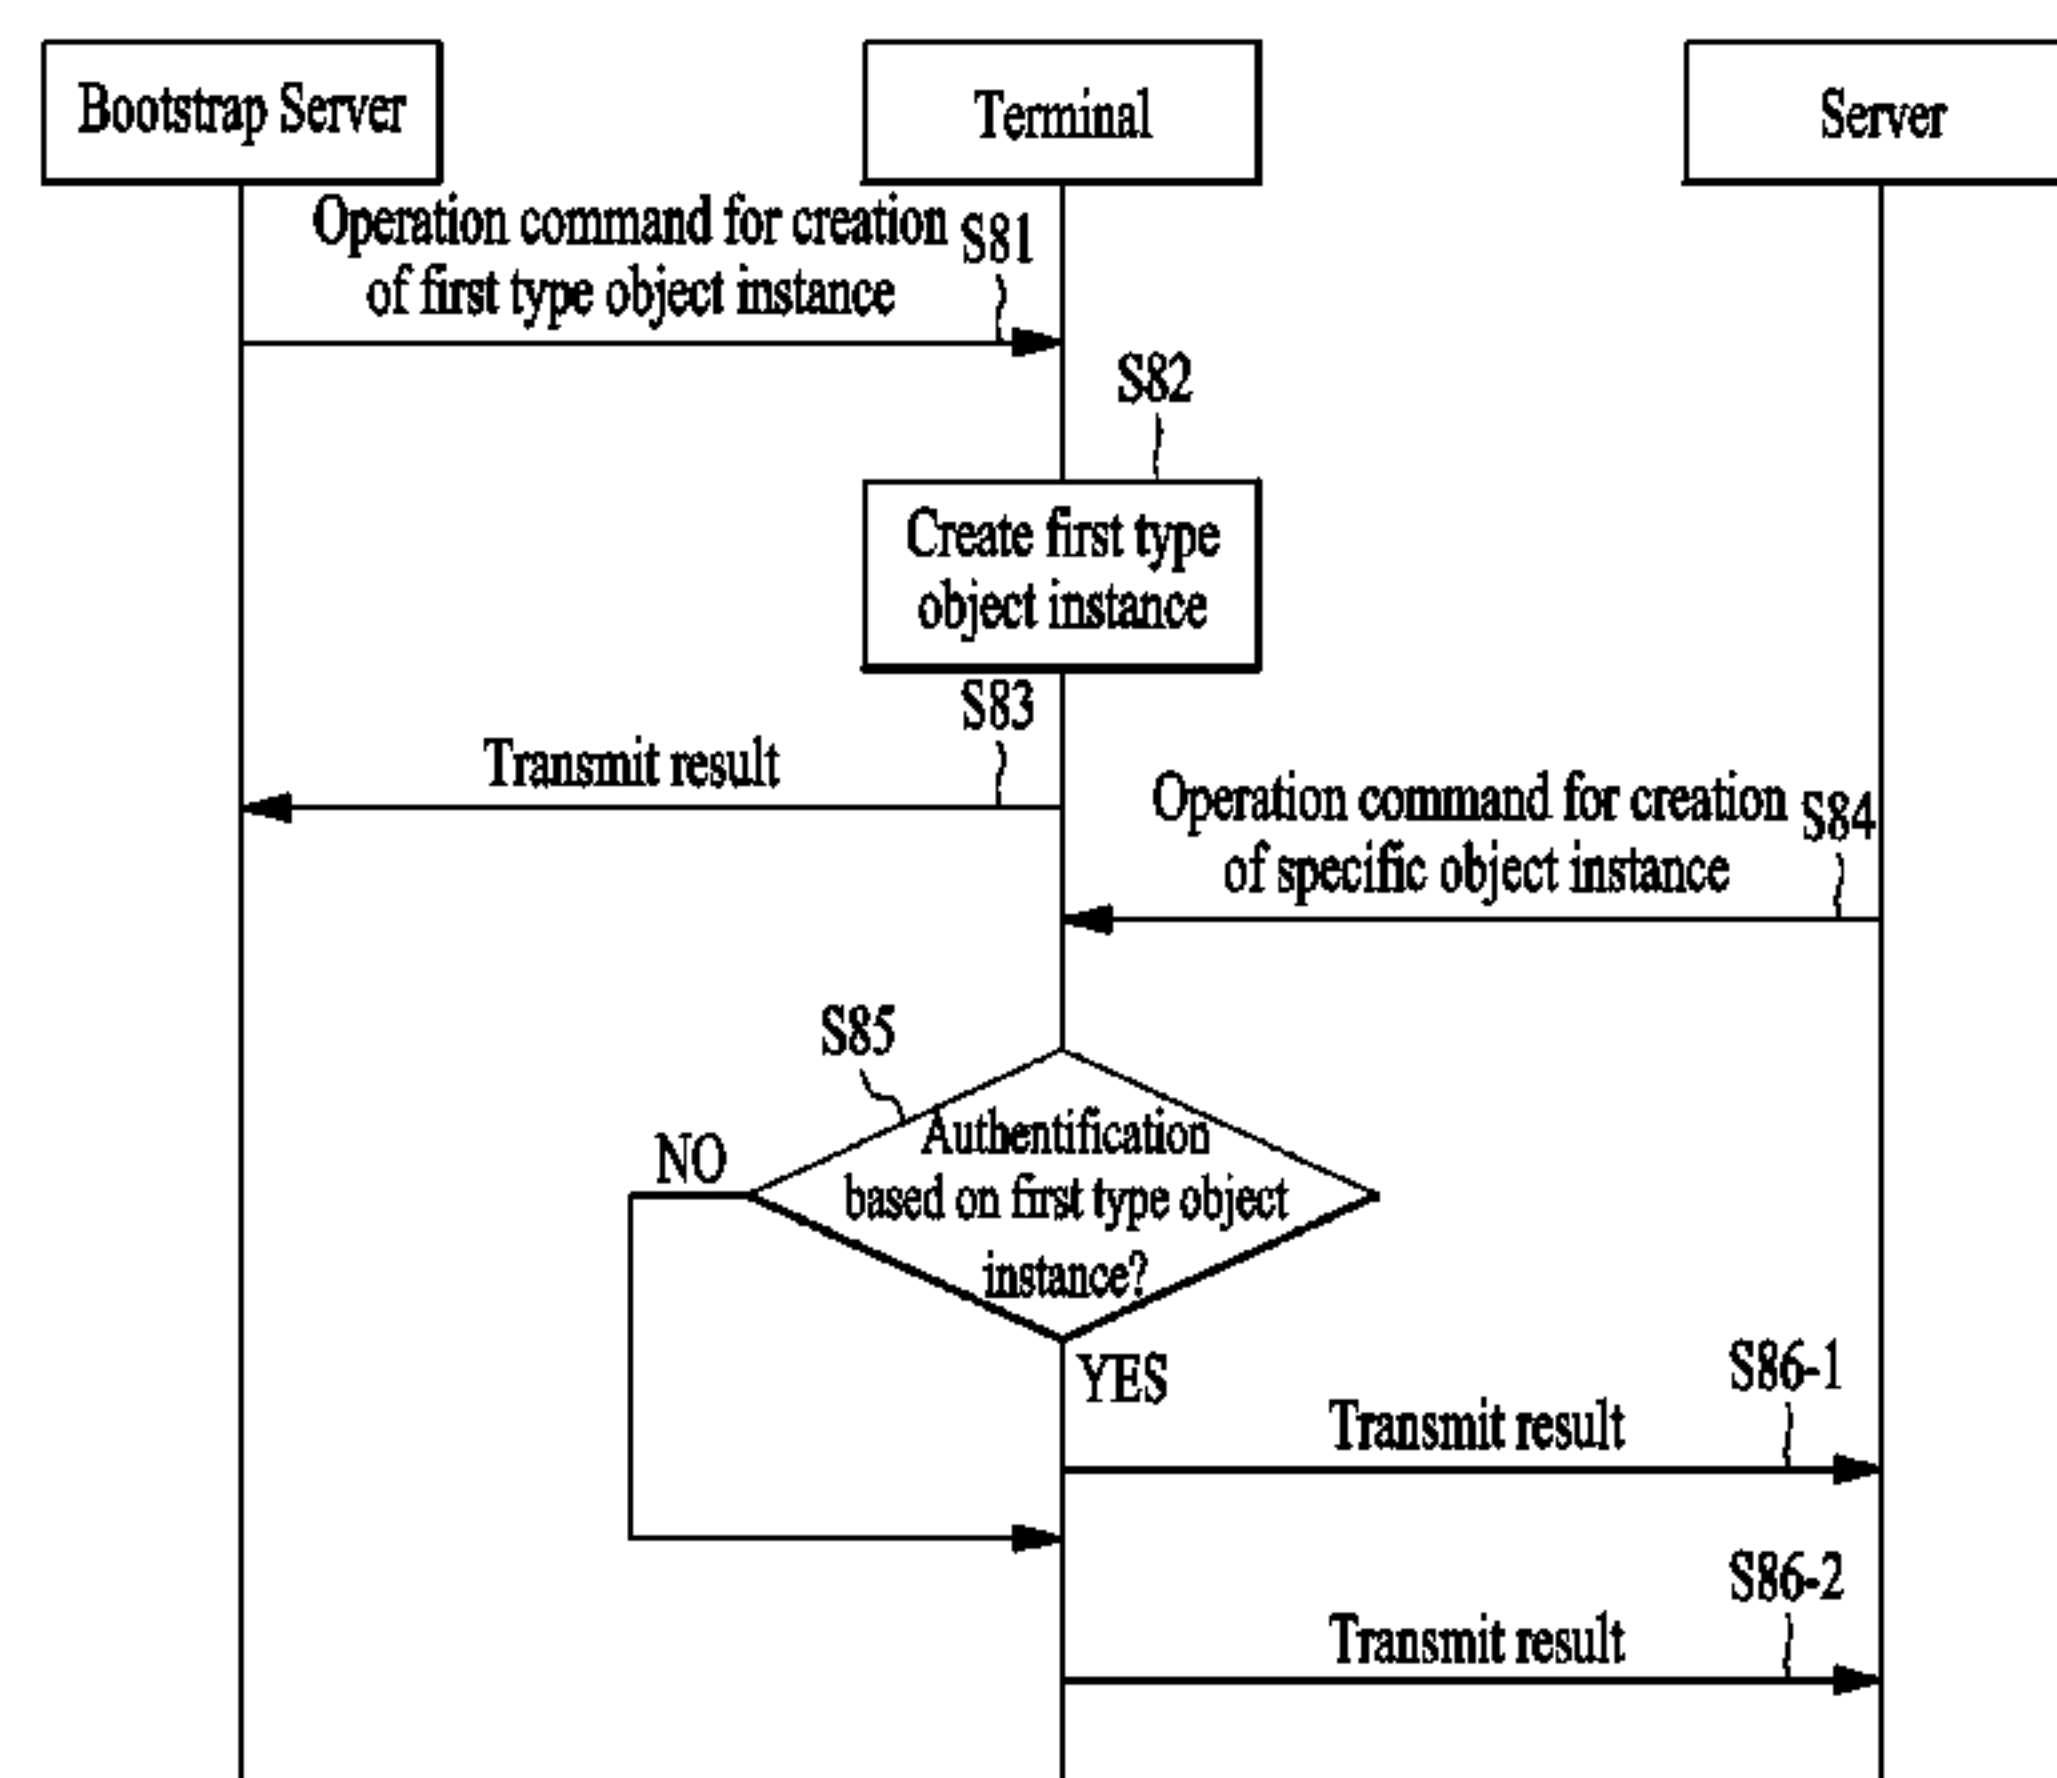 Bootstrap Server
Terminal
Server
Operation command for creation
of first type object instance
S81
S82
Create first type
object instance
S83
Transmit result
Operation command for creation
of specific object instance
S84
S85
Authentification
based on first type object
instance?
NO
YES
S86-1
Transmit result
S86-2
Transmit result